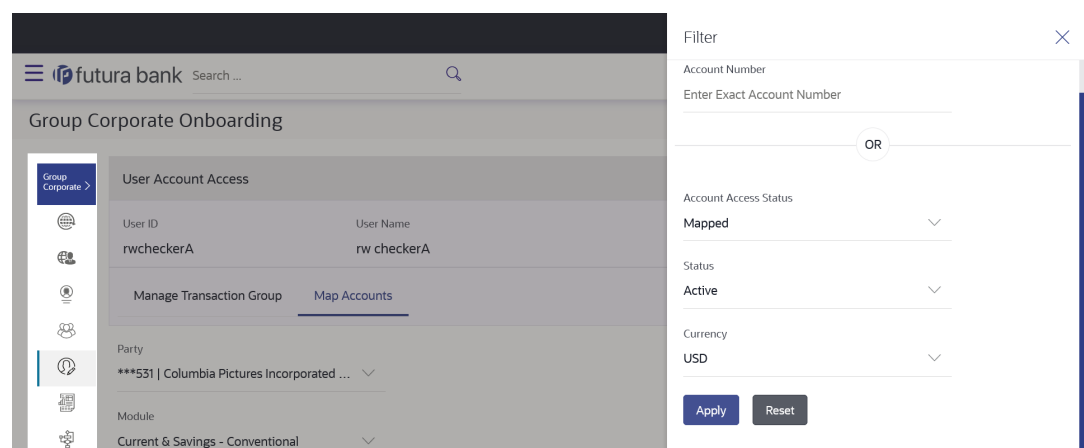 Filter
Account Number
Enter Exact Account Number
OR
Account Access Status
Mapped
Status
Active
Currency
USD
Apply Reset
futura bank Search ...
Group Corporate Onboarding
Group
Corporate >
User Account Access
User ID User Name
rwcheckerA rw checkerA
Manage Transaction Group Map Accounts
Party
***531 | Columbia Pictures Incorporated ...
Module
Current & Savings - Conventional